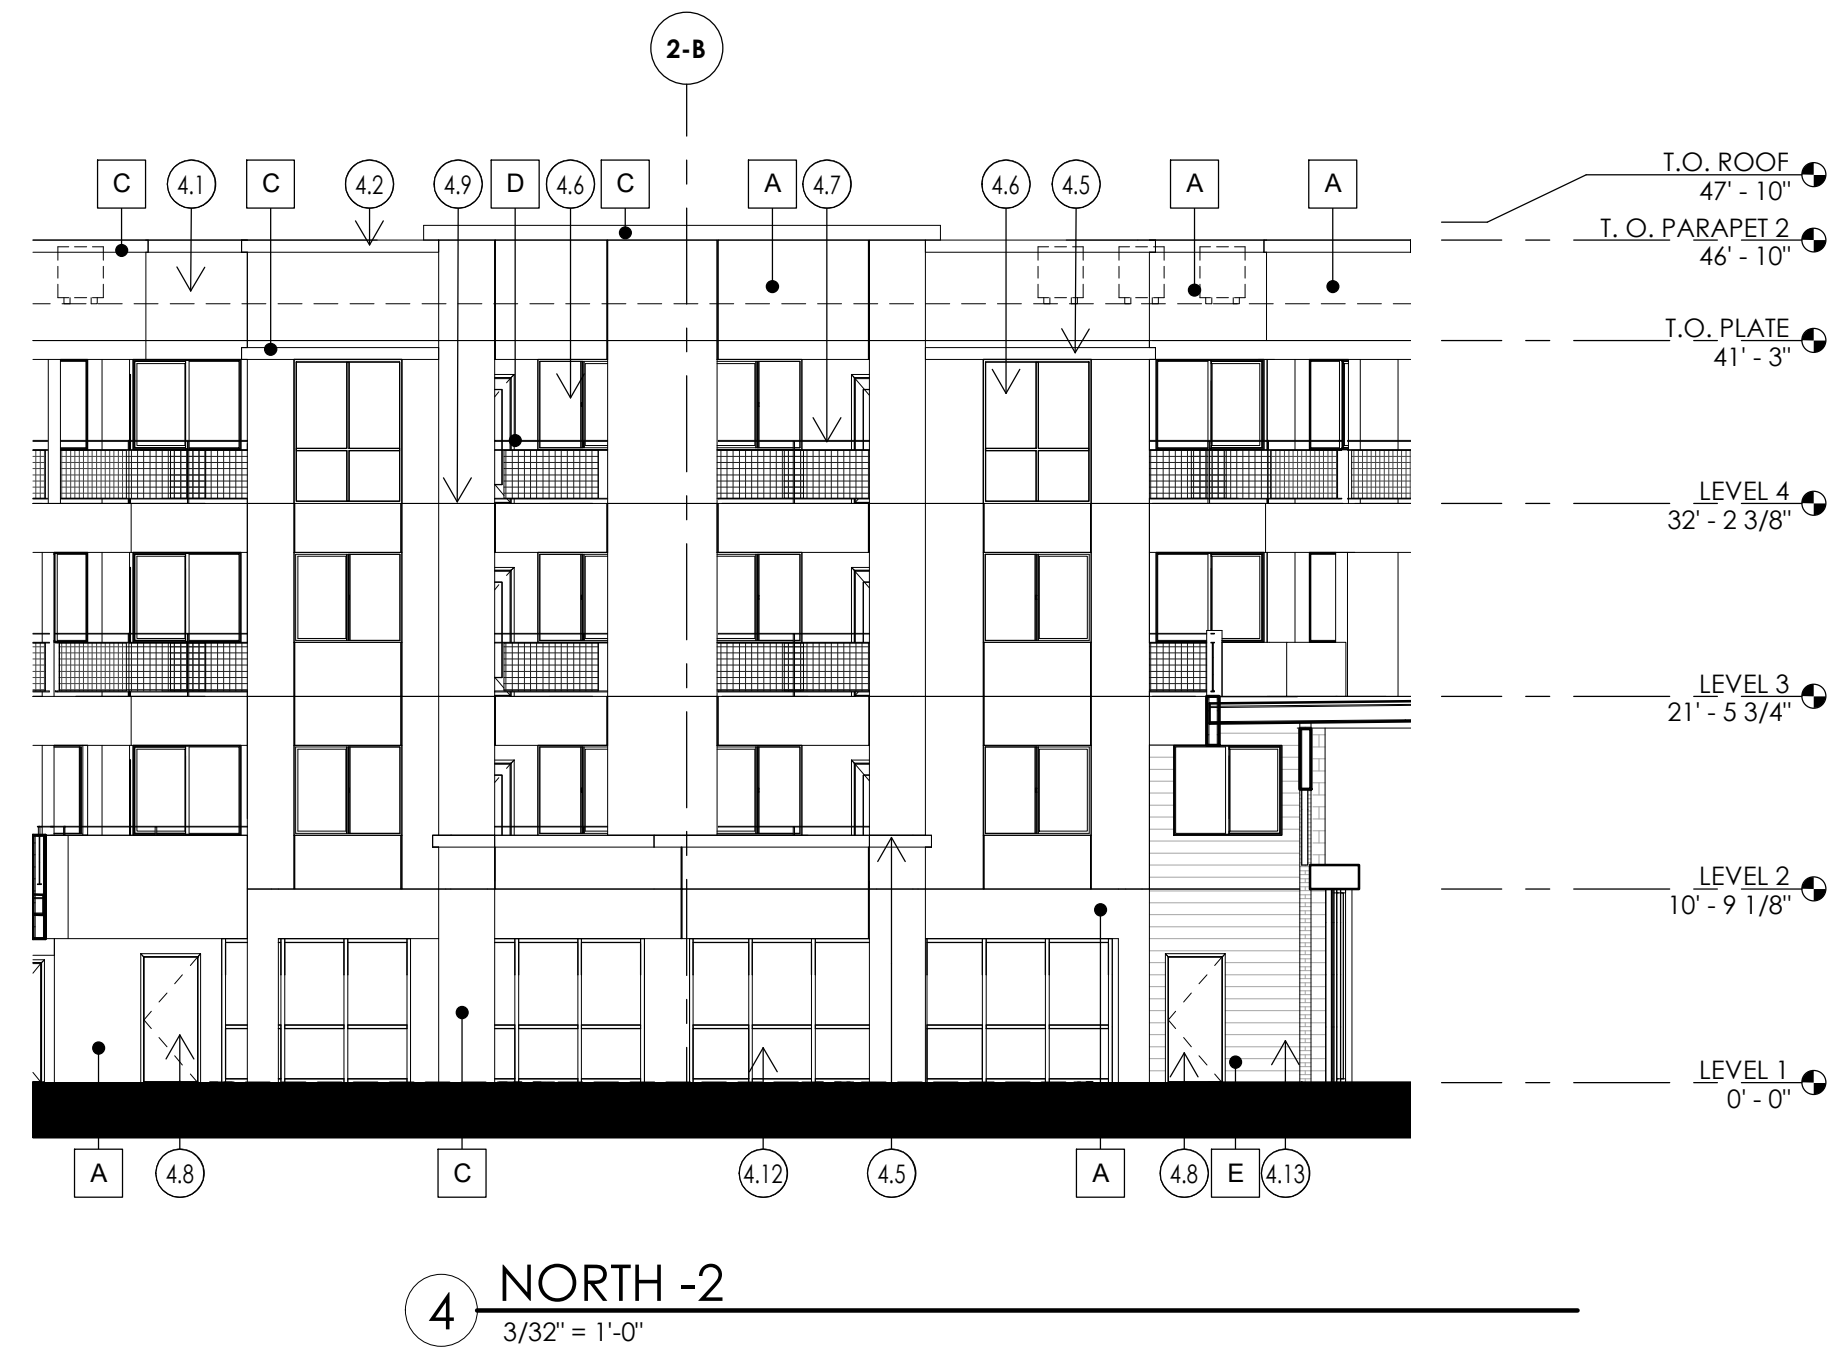 2-B
C 4.1 C 4.2 4.9 D 4.6 C A 4.7 4.6 4.5 A A
T.O. ROOF
47' - 10"
T. O. PARAPET 2
46' - 10"
T.O. PLATE
41' - 3"
LEVEL 4
32' - 2 3/8"
LEVEL 3
21' - 5 3/4"
LEVEL 2
10' - 9 1/8"
LEVEL 1
0' - 0"
A 4.8 C 4.12 4.5 A 4.8 E 4.13
4 NORTH -2
3/32" = 1'-0"